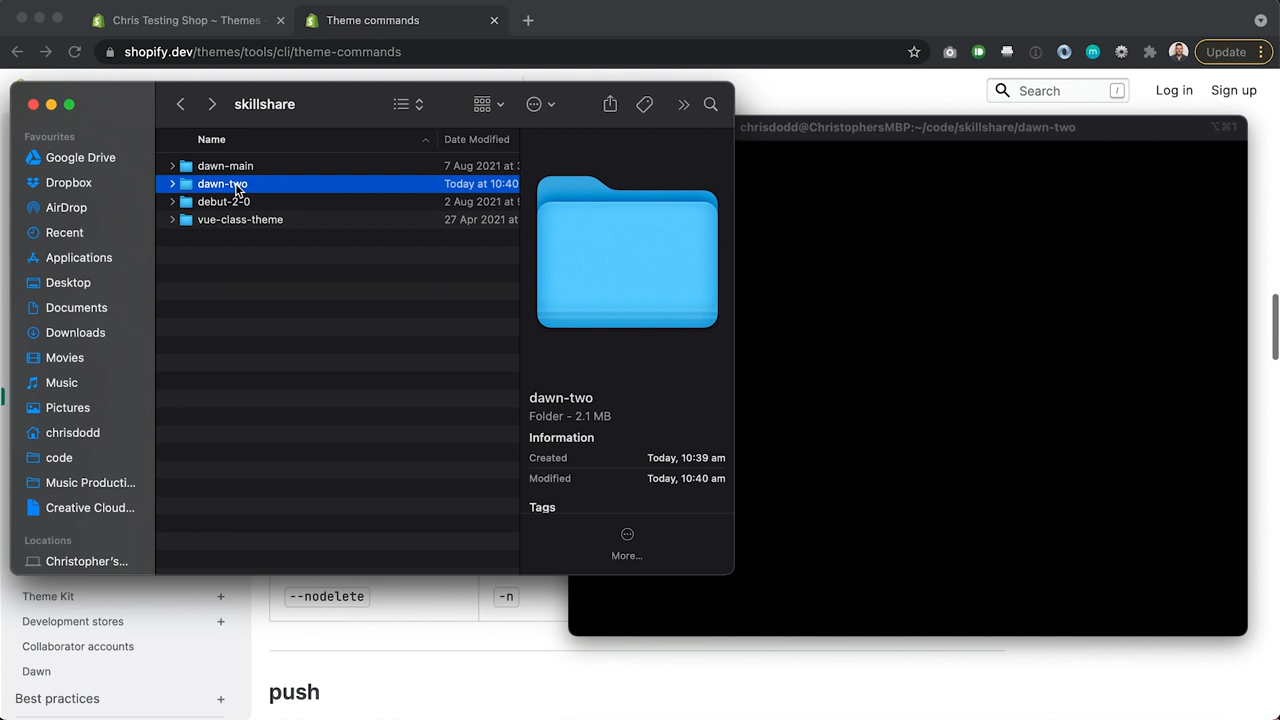 Chris Testing Shop ~ Themes
Theme commands
shopify.dev/themes/tools/cli/theme-commands
Update
skillshare
Search
/
Log in
Sign up
chrisdodd@ChristophersMBP:~/code/skillshare/dawn-two
⌥⌘1
Favourites
Google Drive
Dropbox
AirDrop
Recent
Applications
Desktop
Documents
Downloads
Movies
Music
Pictures
chrisdodd
code
Music Producti...
Creative Cloud...
Locations
Christopher's...
Name
Date Modified
dawn-main
7 Aug 2021 at 3
dawn-two
Today at 10:40
debut-2-0
2 Aug 2021 at 9
vue-class-theme
27 Apr 2021 at
dawn-two
Folder - 2.1 MB
Information
Created
Today, 10:39 am
Modified
Today, 10:40 am
Tags
More...
Theme Kit
Development stores
Collaborator accounts
Dawn
Best practices
--nodelete
-n
push